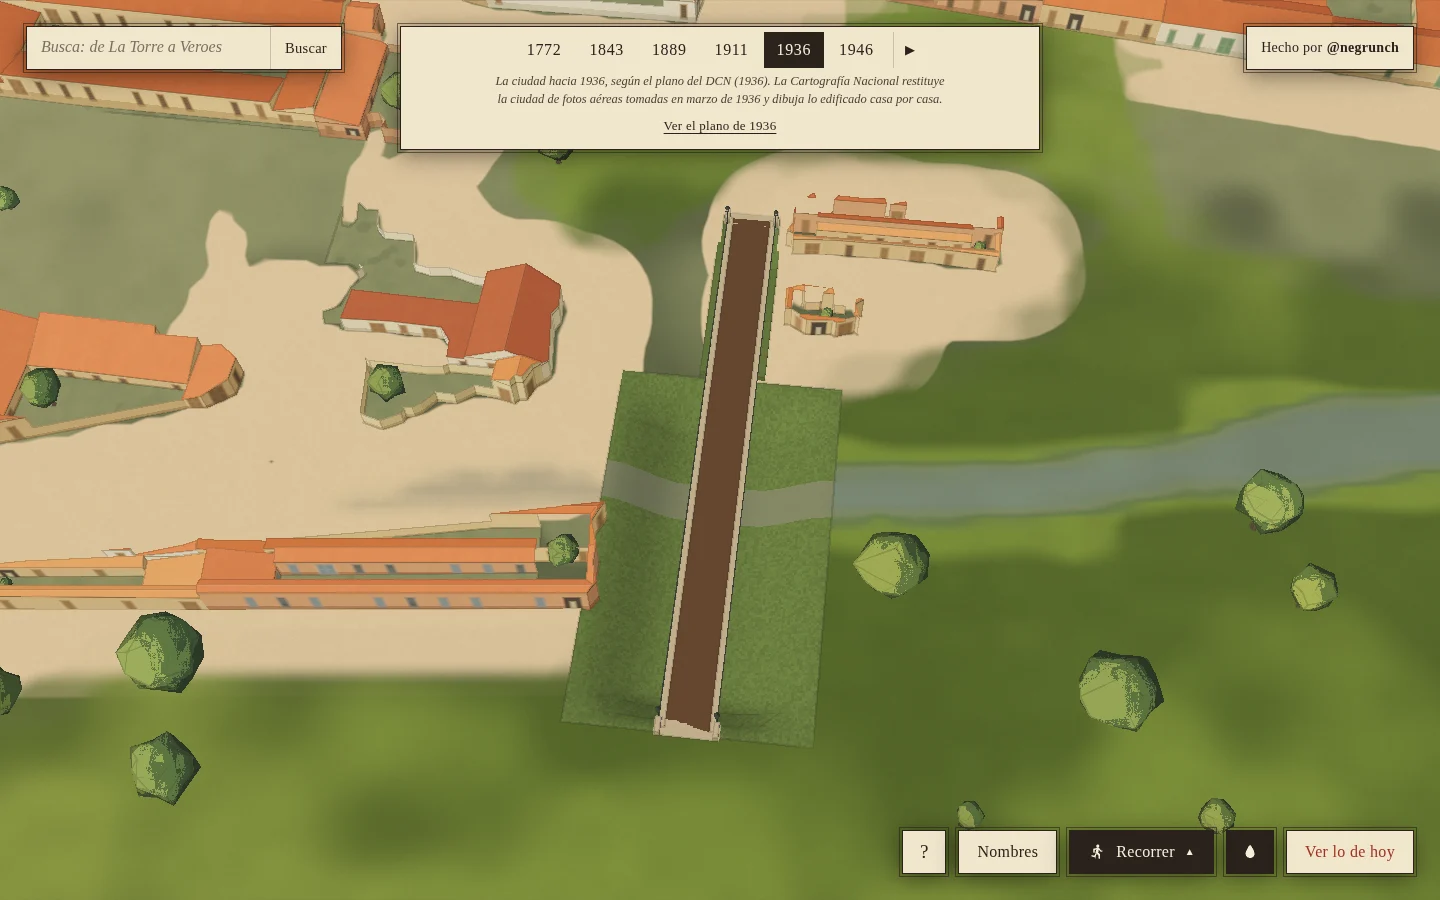 Busca: de La Torre a Veroes
Buscar
1772 1843 1889 1911 1936 1946 ▶
La ciudad hacia 1936, según el plano del DCN (1936). La Cartografía Nacional restituye
la ciudad de fotos aéreas tomadas en marzo de 1936 y dibuja lo edificado casa por casa.
Ver el plano de 1936
Hecho por @negrunch
?
Nombres
Recorrer ▲
Ver lo de hoy